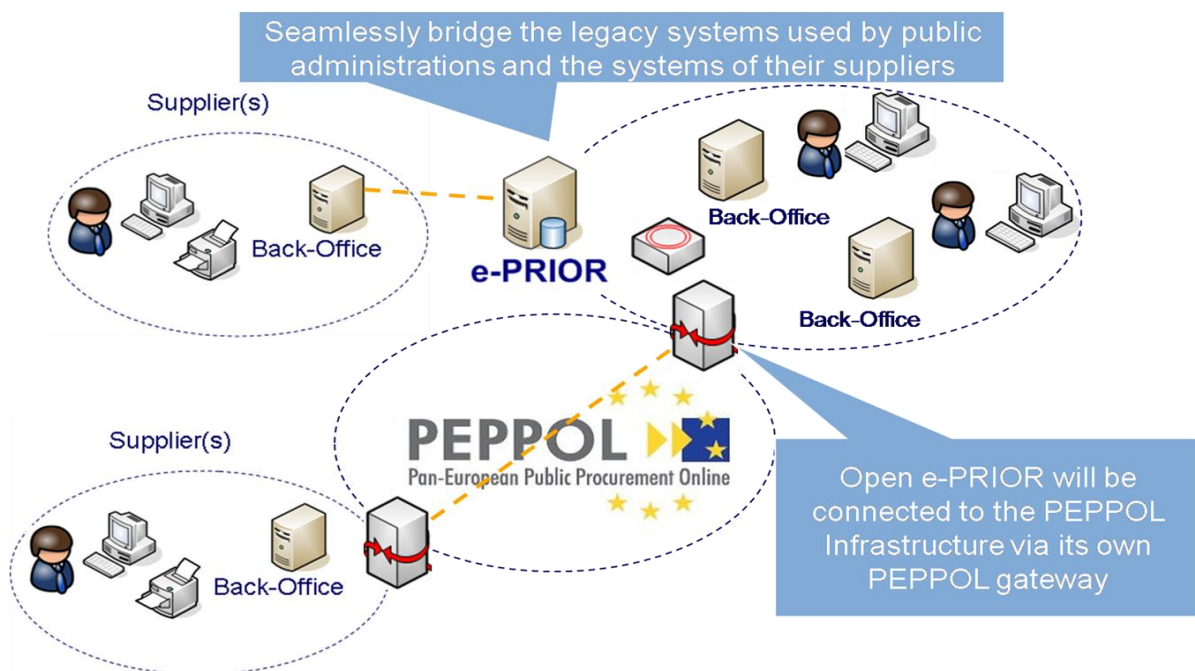 Seamlessly bridge the legacy systems used by public
administrations and the systems of their suppliers
Supplier(s)
Back-Office
e-PRIOR
Back-Office
Back-Office
PEPPOL
Pan-European Public Procurement Online
Supplier(s)
Back-Office
Open e-PRIOR will be
connected to the PEPPOL
Infrastructure via its own
PEPPOL gateway